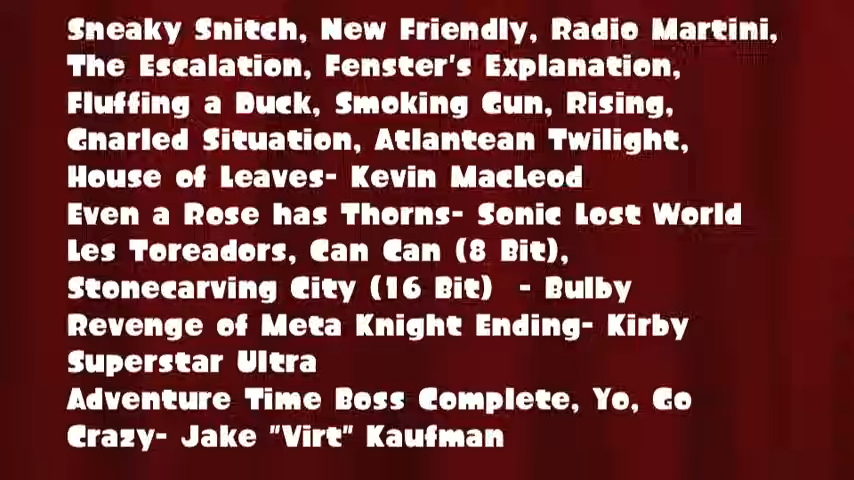 Sneaky Snitch, New Friendly, Radio Martini,
The Escalation, Fenster's Explanation,
Fluffing a Duck, Smoking Gun, Rising,
Gnarled Situation, Atlantean Twilight,
House of Leaves- Kevin MacLeod
Even a Rose has Thorns- Sonic Lost World
Les Toreadors, Can Can (8 Bit),
Stonecarving City (16 Bit)  - Bulby
Revenge of Meta Knight Ending- Kirby
Superstar Ultra
Adventure Time Boss Complete, Yo, Go
Crazy- Jake "Virt" Kaufman